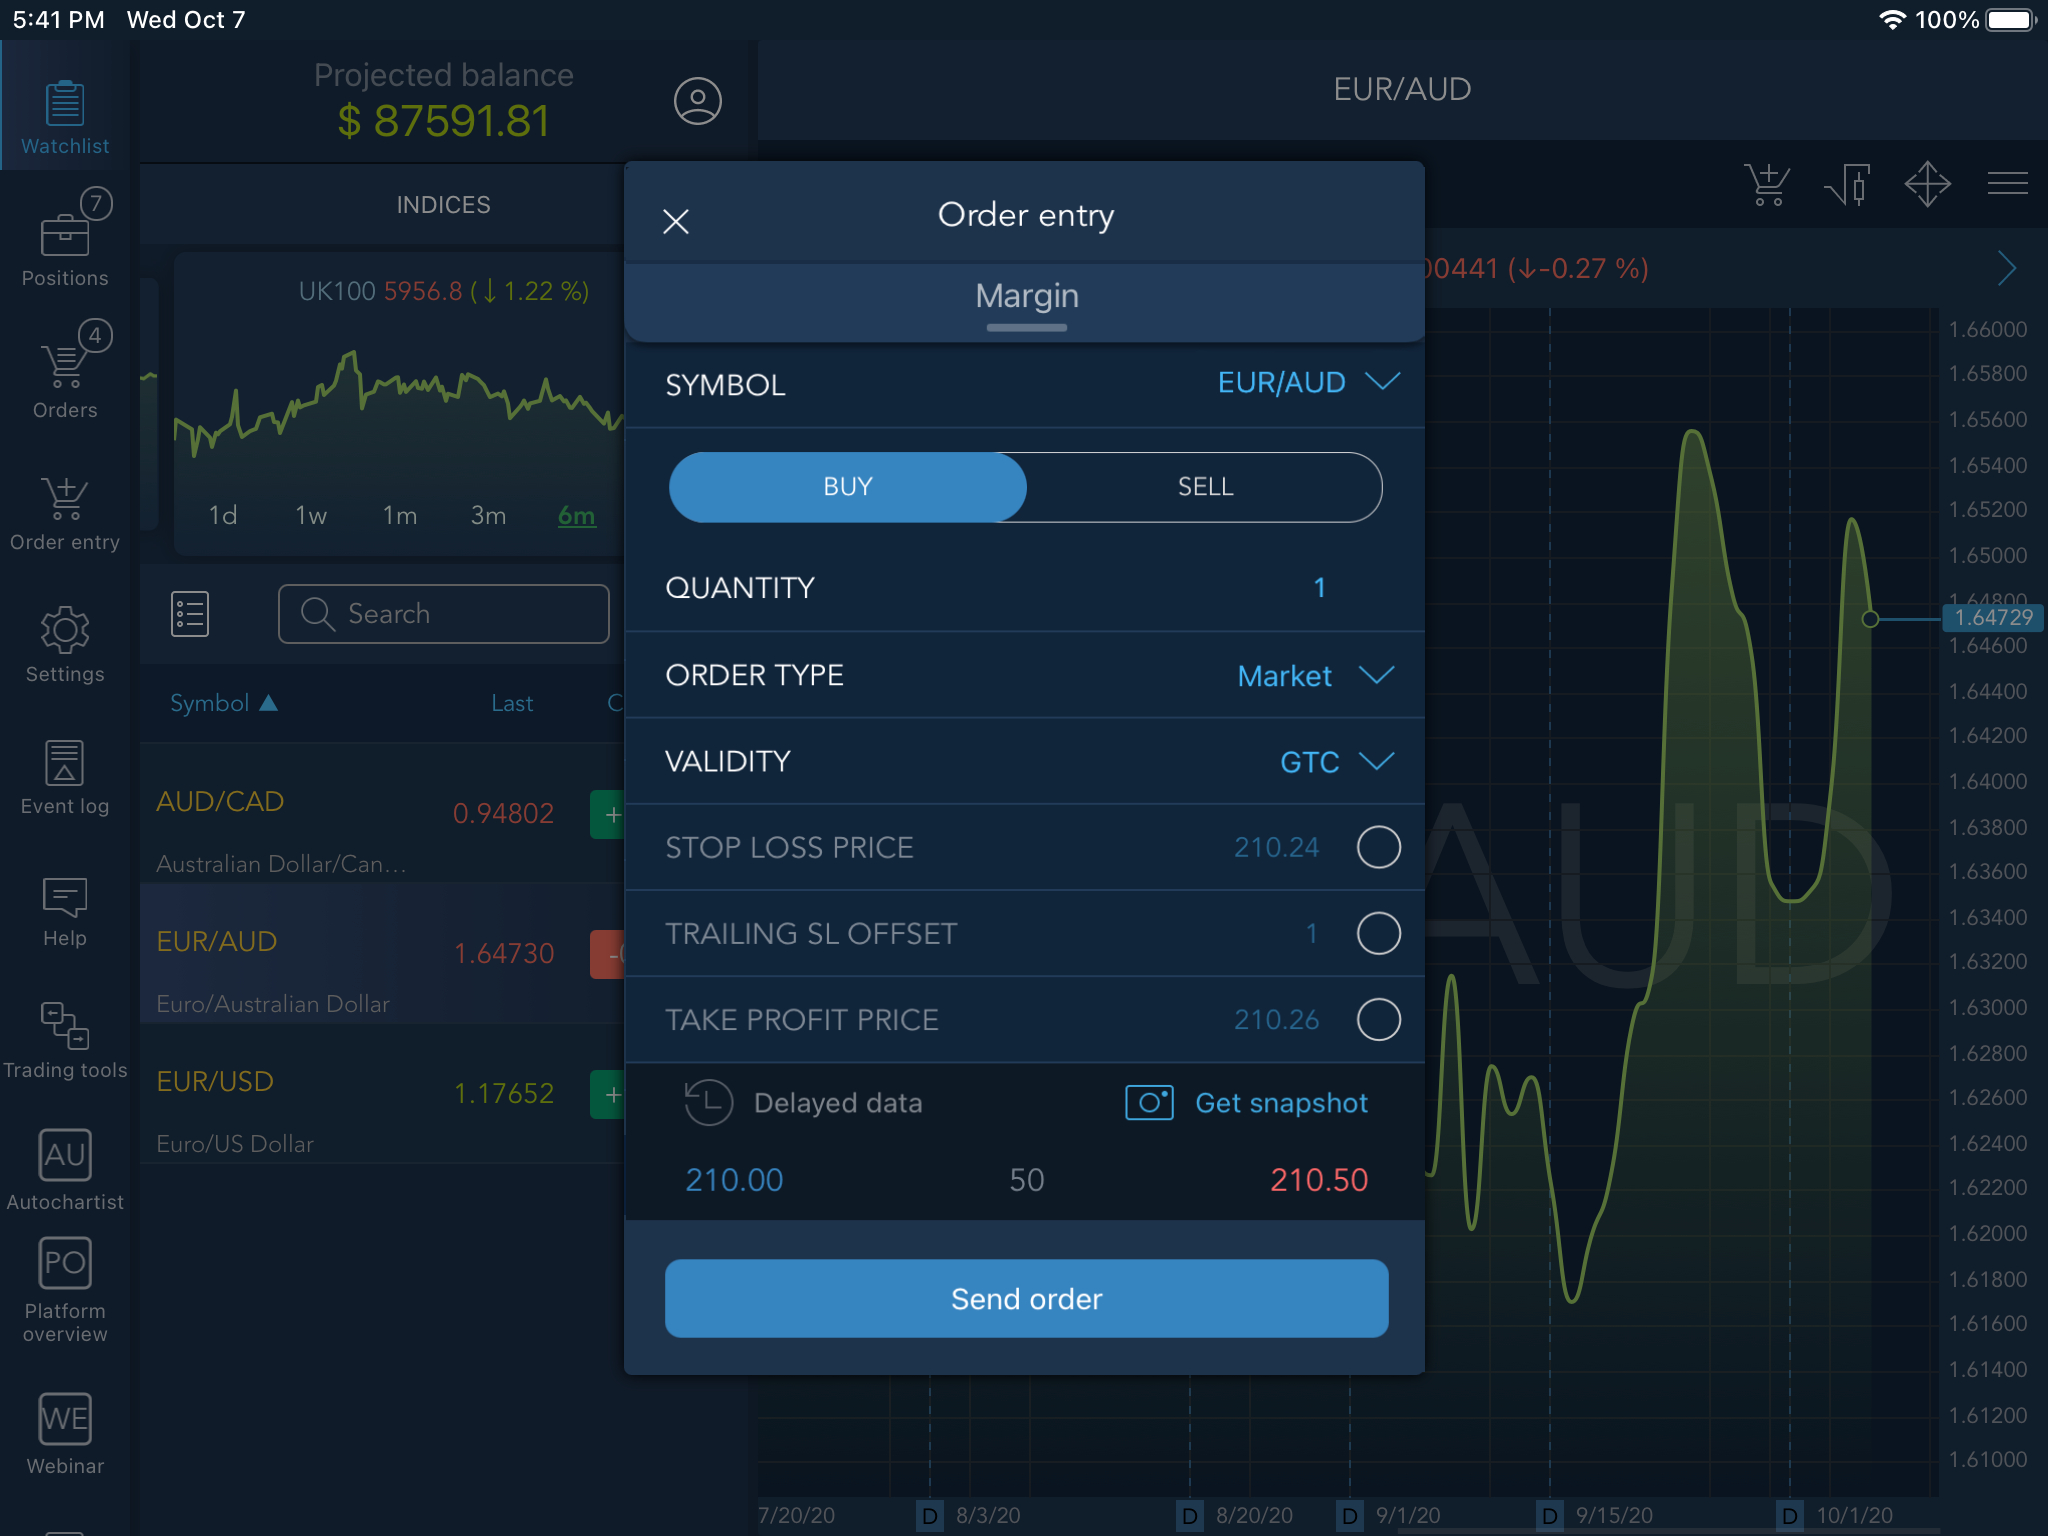 5:41 PM Wed Oct 7
100%
Watchlist
7
Positions
4
Orders
Order entry
Settings
Event log
Help
Trading tools
AU
Autochartist
PO
Platform
overview
WE
Webinar
Projected balance
$ 87591.81
INDICES
UK100 5956.8 (↓ 1.22 %)
1d 1w 1m 3m 6m
Search
Symbol ▲ Last C
AUD/CAD 0.94802 +
Australian Dollar/Can...
EUR/AUD 1.64730
Euro/Australian Dollar
EUR/USD 1.17652 +
Euro/US Dollar
Order entry
Margin
SYMBOL EUR/AUD
BUY SELL
QUANTITY 1
ORDER TYPE Market
VALIDITY GTC
STOP LOSS PRICE 210.24
TRAILING SL OFFSET 1
TAKE PROFIT PRICE 210.26
Delayed data Get snapshot
210.00 50 210.50
Send order
EUR/AUD
00441 (↓-0.27 %)
AUD
1.66000
1.65800
1.65600
1.65400
1.65200
1.65000
1.64800
1.64729
1.64600
1.64400
1.64200
1.64000
1.63800
1.63600
1.63400
1.63200
1.63000
1.62800
1.62600
1.62400
1.62200
1.62000
1.61800
1.61600
1.61400
1.61200
1.61000
7/20/20 D 8/3/20 D 8/20/20 D 9/1/20 D 9/15/20 D 10/1/20